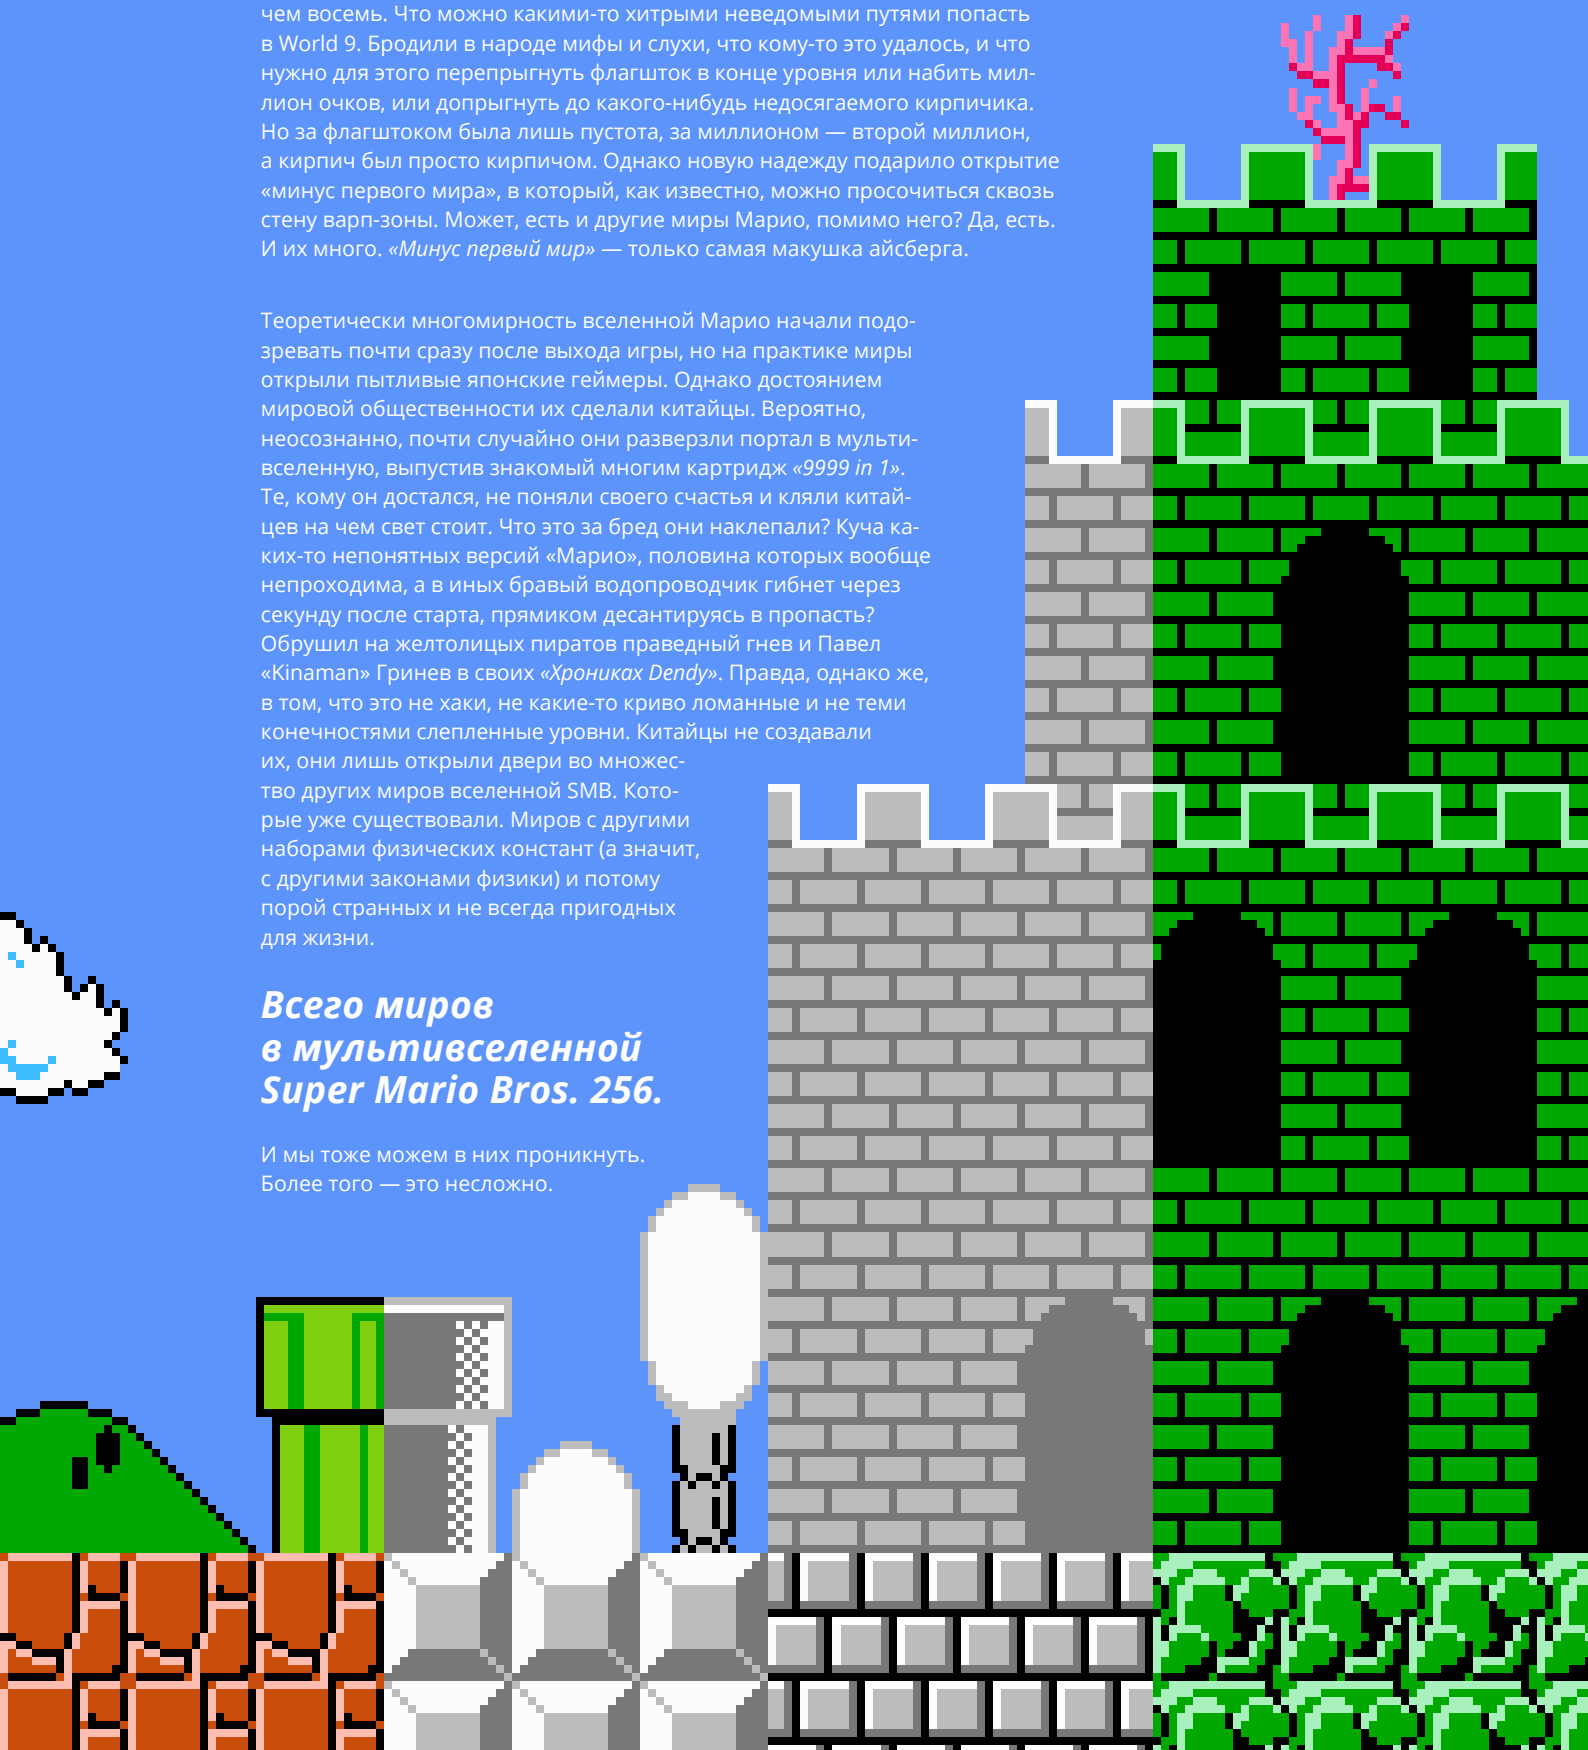 чем восемь. Что можно какими-то хитрыми неведомыми путями попасть
в World 9. Бродили в народе мифы и слухи, что кому-то это удалось, и что
нужно для этого перепрыгнуть флагшток в конце уровня или набить мил-
лион очков, или допрыгнуть до какого-нибудь недосягаемого кирпичика.
Но за флагштоком была лишь пустота, за миллионом — второй миллион,
а кирпич был просто кирпичом. Однако новую надежду подарило открытие
«минус первого мира», в который, как известно, можно просочиться сквозь
стену варп-зоны. Может, есть и другие миры Марио, помимо него? Да, есть.
И их много. «Минус первый мир» — только самая макушка айсберга.
Теоретически многомирность вселенной Марио начали подо-
зревать почти сразу после выхода игры, но на практике миры
открыли пытливые японские геймеры. Однако достоянием
мировой общественности их сделали китайцы. Вероятно,
неосознанно, почти случайно они разверзли портал в мульти-
вселенную, выпустив знакомый многим картридж «9999 in 1».
Те, кому он достался, не поняли своего счастья и кляли китай-
цев на чем свет стоит. Что это за бред они наклепали? Куча ка-
ких-то непонятных версий «Марио», половина которых вообще
непроходима, а в иных бравый водопроводчик гибнет через
секунду после старта, прямиком десантируясь в пропасть?
Обрушил на желтолицых пиратов праведный гнев и Павел
«Kinaman» Гринев в своих «Хрониках Dendy». Правда, однако же,
в том, что это не хаки, не какие-то криво ломанные и не теми
конечностями слепленные уровни. Китайцы не создавали
их, они лишь открыли двери во множес-
тво других миров вселенной SMB. Кото-
рые уже существовали. Миров с другими
наборами физических констант (а значит,
с другими законами физики) и потому
порой странных и не всегда пригодных
для жизни.
Всего миров
в мультивселенной
Super Mario Bros. 256.
И мы тоже можем в них проникнуть.
Более того — это несложно.